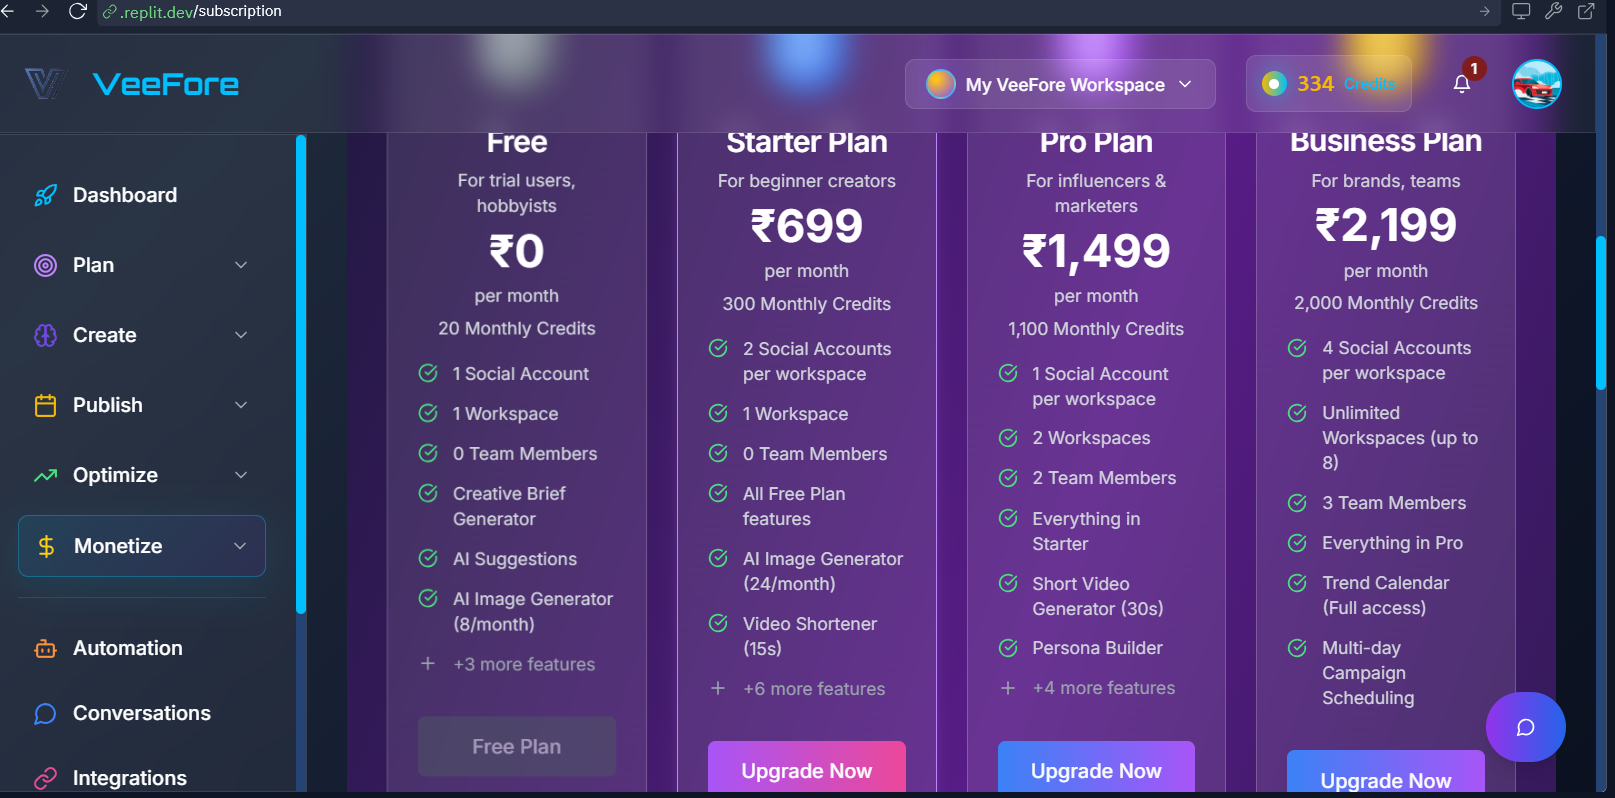 .replit.dev/subscription
VeeFore
My VeeFore Workspace
334 Credits
1
Dashboard
Plan
Create
Publish
Optimize
Monetize
Automation
Conversations
Integrations
Free
For trial users,
hobbyists
₹0
per month
20 Monthly Credits
1 Social Account
1 Workspace
0 Team Members
Creative Brief
Generator
AI Suggestions
AI Image Generator
(8/month)
+3 more features
Free Plan
Starter Plan
For beginner creators
₹699
per month
300 Monthly Credits
2 Social Accounts
per workspace
1 Workspace
0 Team Members
All Free Plan
features
AI Image Generator
(24/month)
Video Shortener
(15s)
+6 more features
Upgrade Now
Pro Plan
For influencers &
marketers
₹1,499
per month
1,100 Monthly Credits
1 Social Account
per workspace
2 Workspaces
2 Team Members
Everything in
Starter
Short Video
Generator (30s)
Persona Builder
+4 more features
Upgrade Now
Business Plan
For brands, teams
₹2,199
per month
2,000 Monthly Credits
4 Social Accounts
per workspace
Unlimited
Workspaces (up to
8)
3 Team Members
Everything in Pro
Trend Calendar
(Full access)
Multi-day
Campaign
Scheduling
Upgrade Now